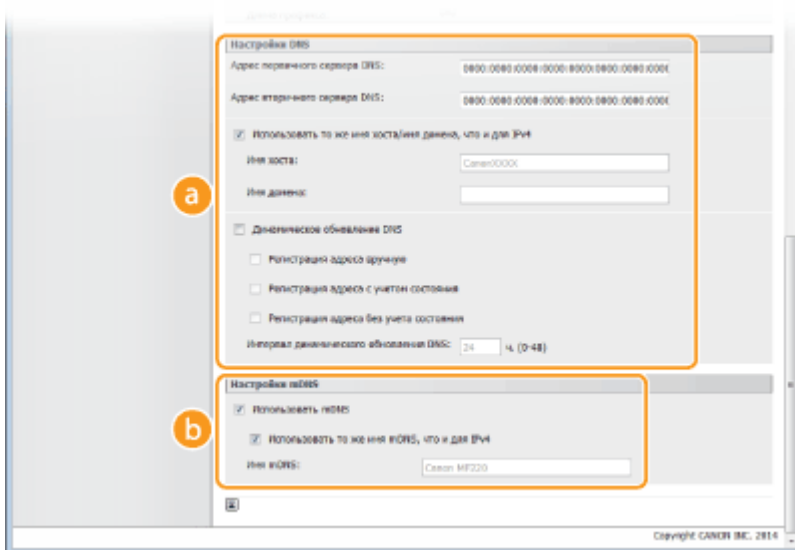 Настройки DNS
Адрес первичного сервера DNS: 0000:0000:0000:0000:0000:0000:0000:0000
Адрес вторичного сервера DNS: 0000:0000:0000:0000:0000:0000:0000:0000
Использовать то же имя хоста/имя домена, что и для IPv4
Имя хоста: CanonXXXX
Имя домена:
a
Динамическое обновление DNS
Регистрация адреса вручную
Регистрация адреса с учетом состояния
Регистрация адреса без учета состояния
Интервал динамического обновления DNS: 24 ч. (0-48)
Настройки mDNS
Использовать mDNS
b
Использовать то же имя mDNS, что и для IPv4
Имя mDNS: Canon MF220
Copyright CANON INC. 2014